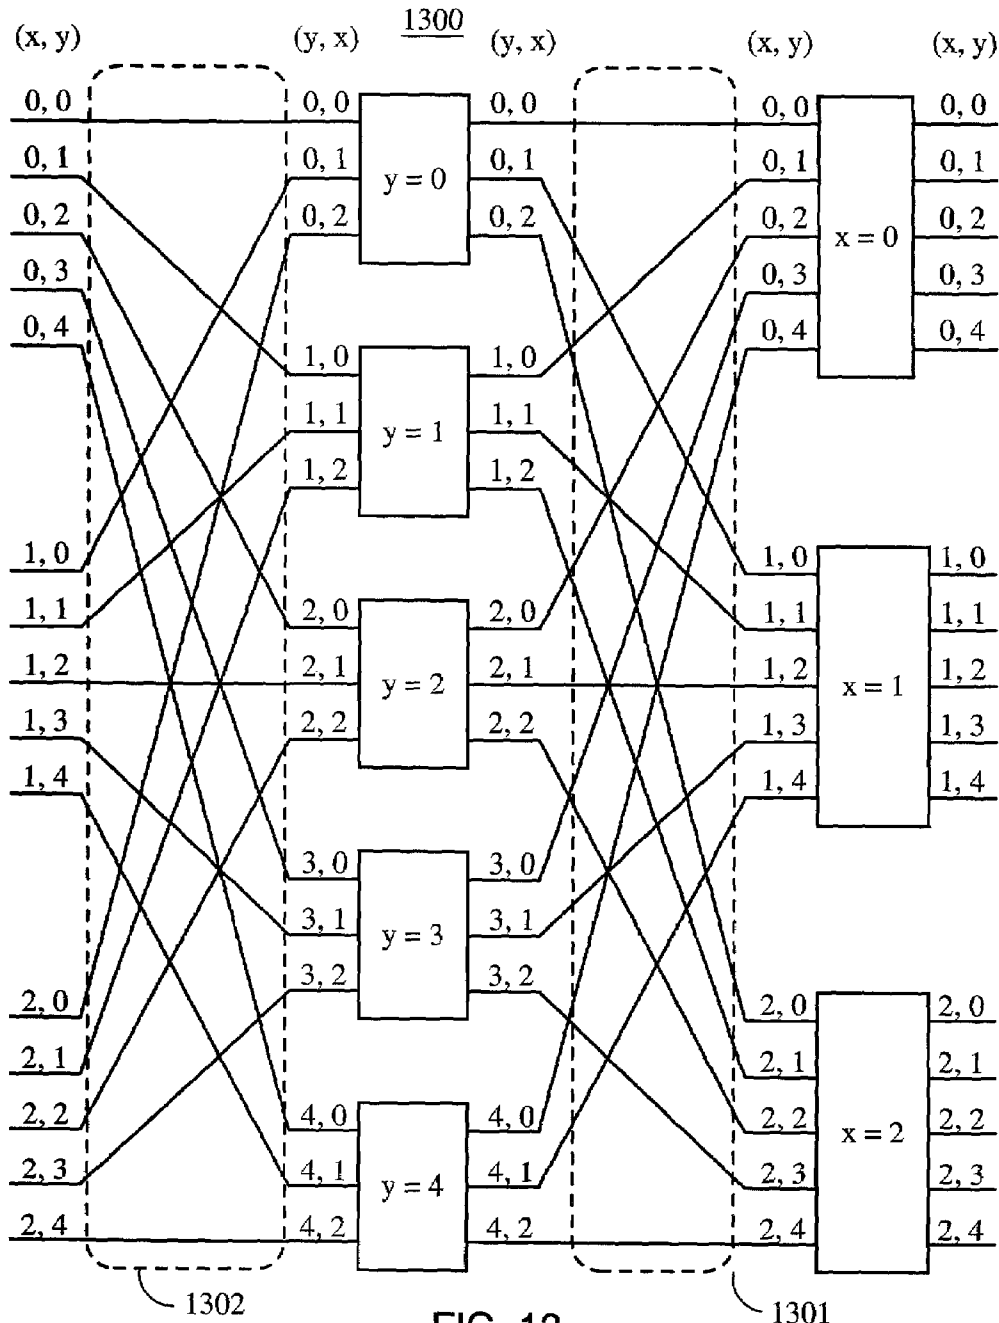 1300
(x, y) (y, x) (y, x) (x, y) (x, y)
0, 0 0, 0 0, 0 0, 0 0, 0
0, 1 0, 1 y = 0 0, 1 0, 1 0, 1
0, 2 0, 2 0, 2 0, 2 x = 0 0, 2
0, 3 0, 3 0, 3
0, 4 1, 0 1, 0 0, 4 0, 4
1, 1 y = 1 1, 1
1, 2 1, 2
1, 0 1, 0 1, 0
1, 1 2, 0 2, 0 1, 1 1, 1
1, 2 2, 1 y = 2 2, 1 1, 2 x = 1 1, 2
1, 3 2, 2 2, 2 1, 3 1, 3
1, 4 1, 4 1, 4
3, 0 3, 0
3, 1 y = 3 3, 1
2, 0 3, 2 3, 2 2, 0 2, 0
2, 1 2, 1 2, 1
2, 2 4, 0 4, 0 2, 2 x = 2 2, 2
2, 3 4, 1 y = 4 4, 1 2, 3 2, 3
2, 4 4, 2 4, 2 2, 4 2, 4
1302 1301